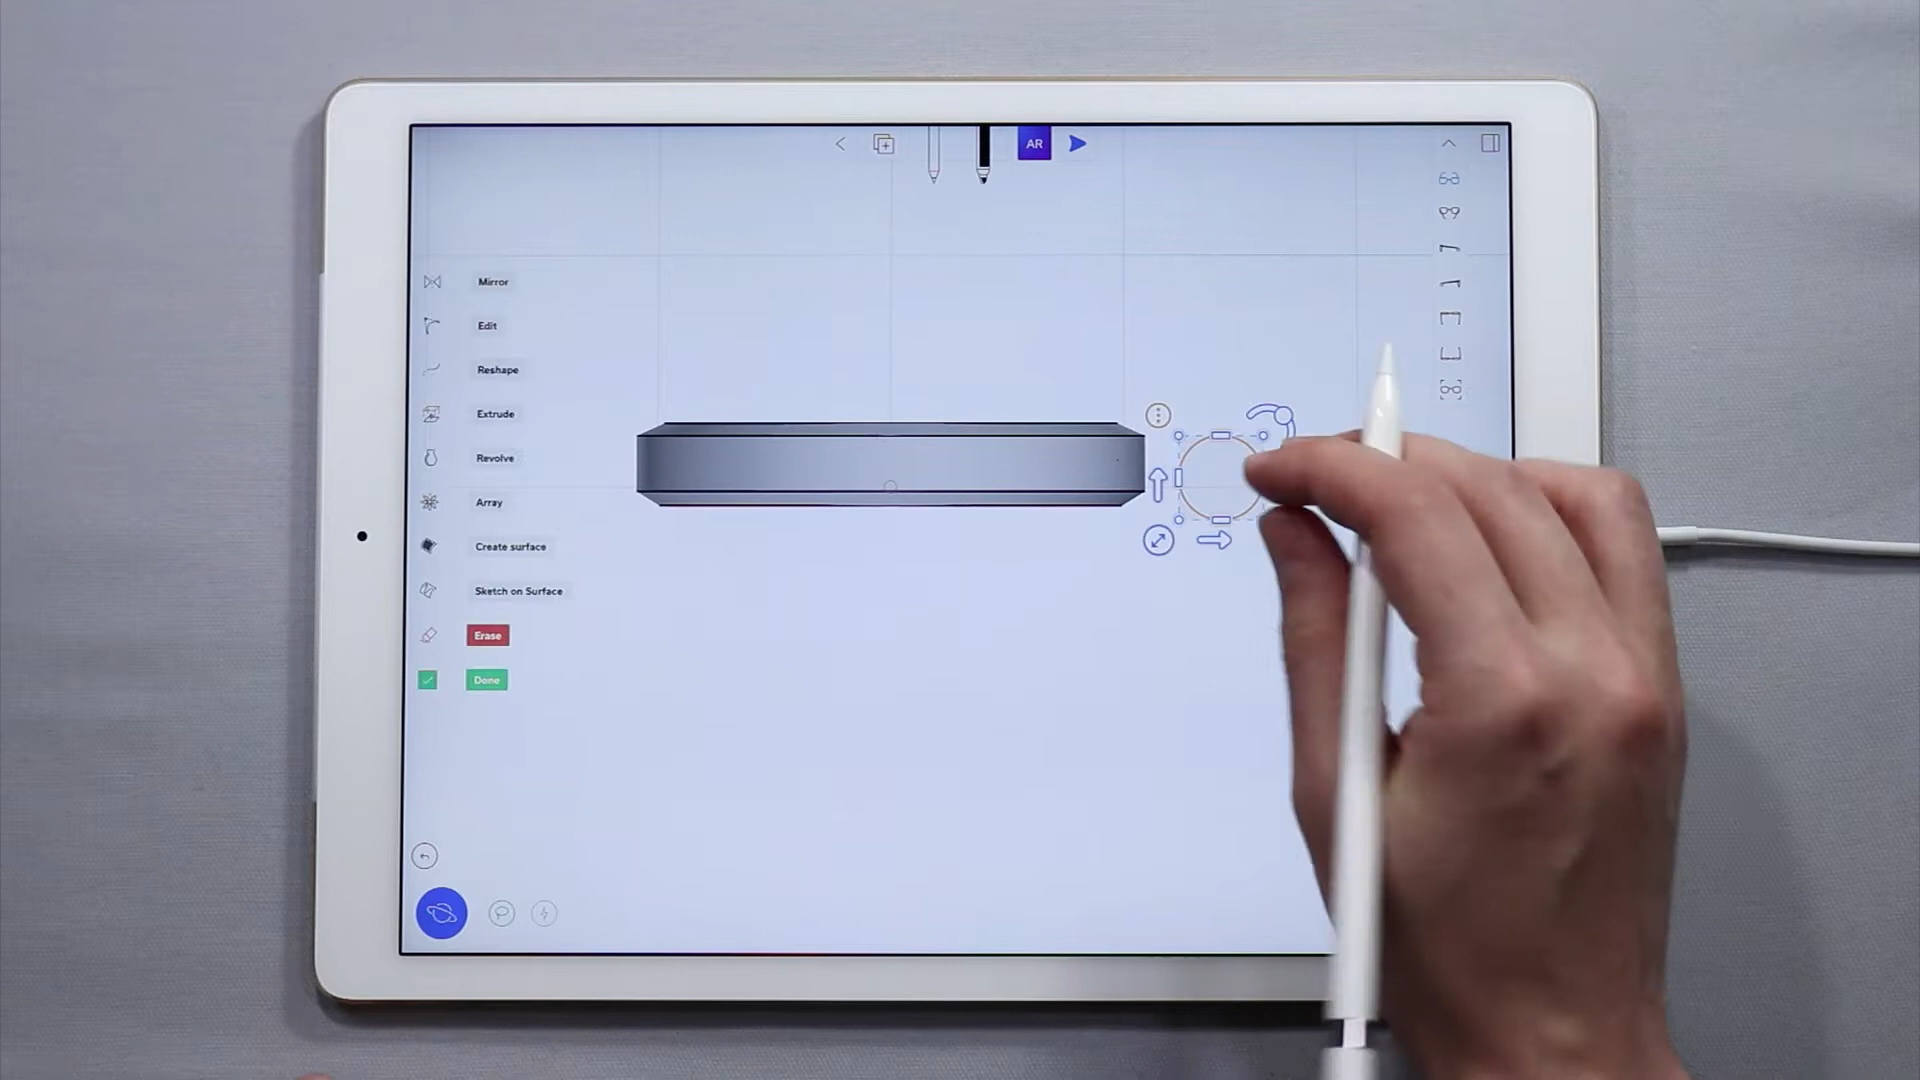 AR
Mirror
Edit
Reshape
Extrude
Revolve
Array
Create surface
Sketch on Surface
Erase
Done